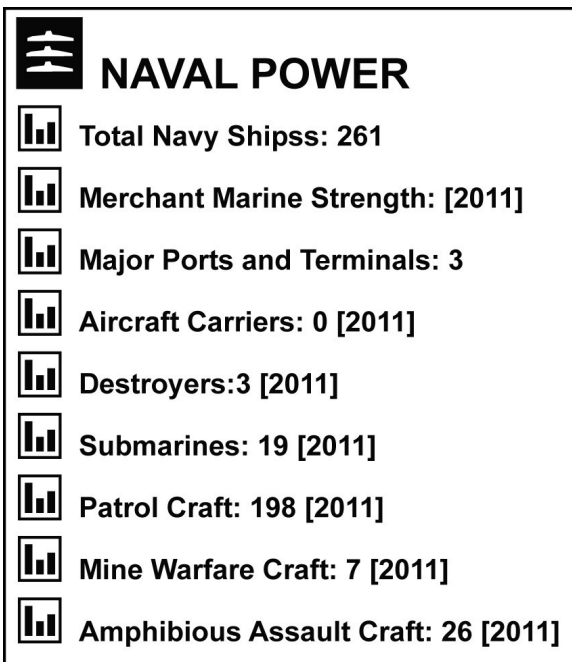 NAVAL POWER
Total Navy Shipss: 261
Merchant Marine Strength: [2011]
Major Ports and Terminals: 3
Aircraft Carriers: 0 [2011]
Destroyers:3 [2011]
Submarines: 19 [2011]
Patrol Craft: 198 [2011]
Mine Warfare Craft: 7 [2011]
Amphibious Assault Craft: 26 [2011]